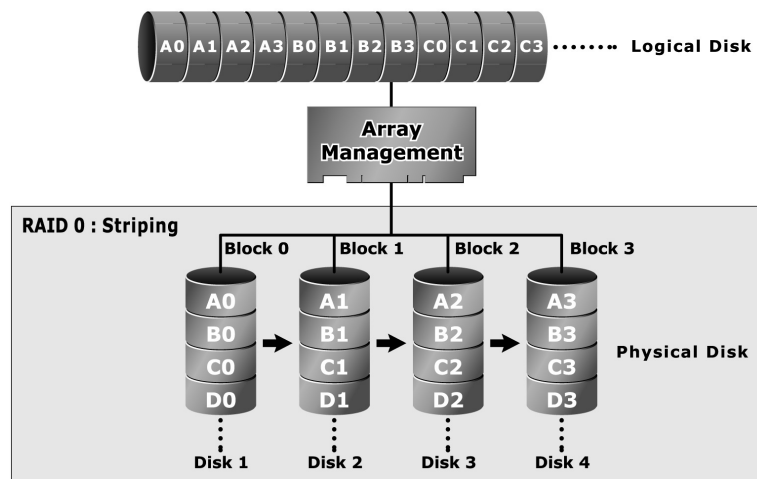 A0 A1 A2 A3 B0 B1 B2 B3 C0 C1 C2 C3 Logical Disk
Array
Management
RAID 0 : Striping
Block 0 Block 1 Block 2 Block 3
A0 A1 A2 A3
B0 B1 B2 B3
Physical Disk
C0 C1 C2 C3
D0 D1 D2 D3
Disk 1 Disk 2 Disk 3 Disk 4